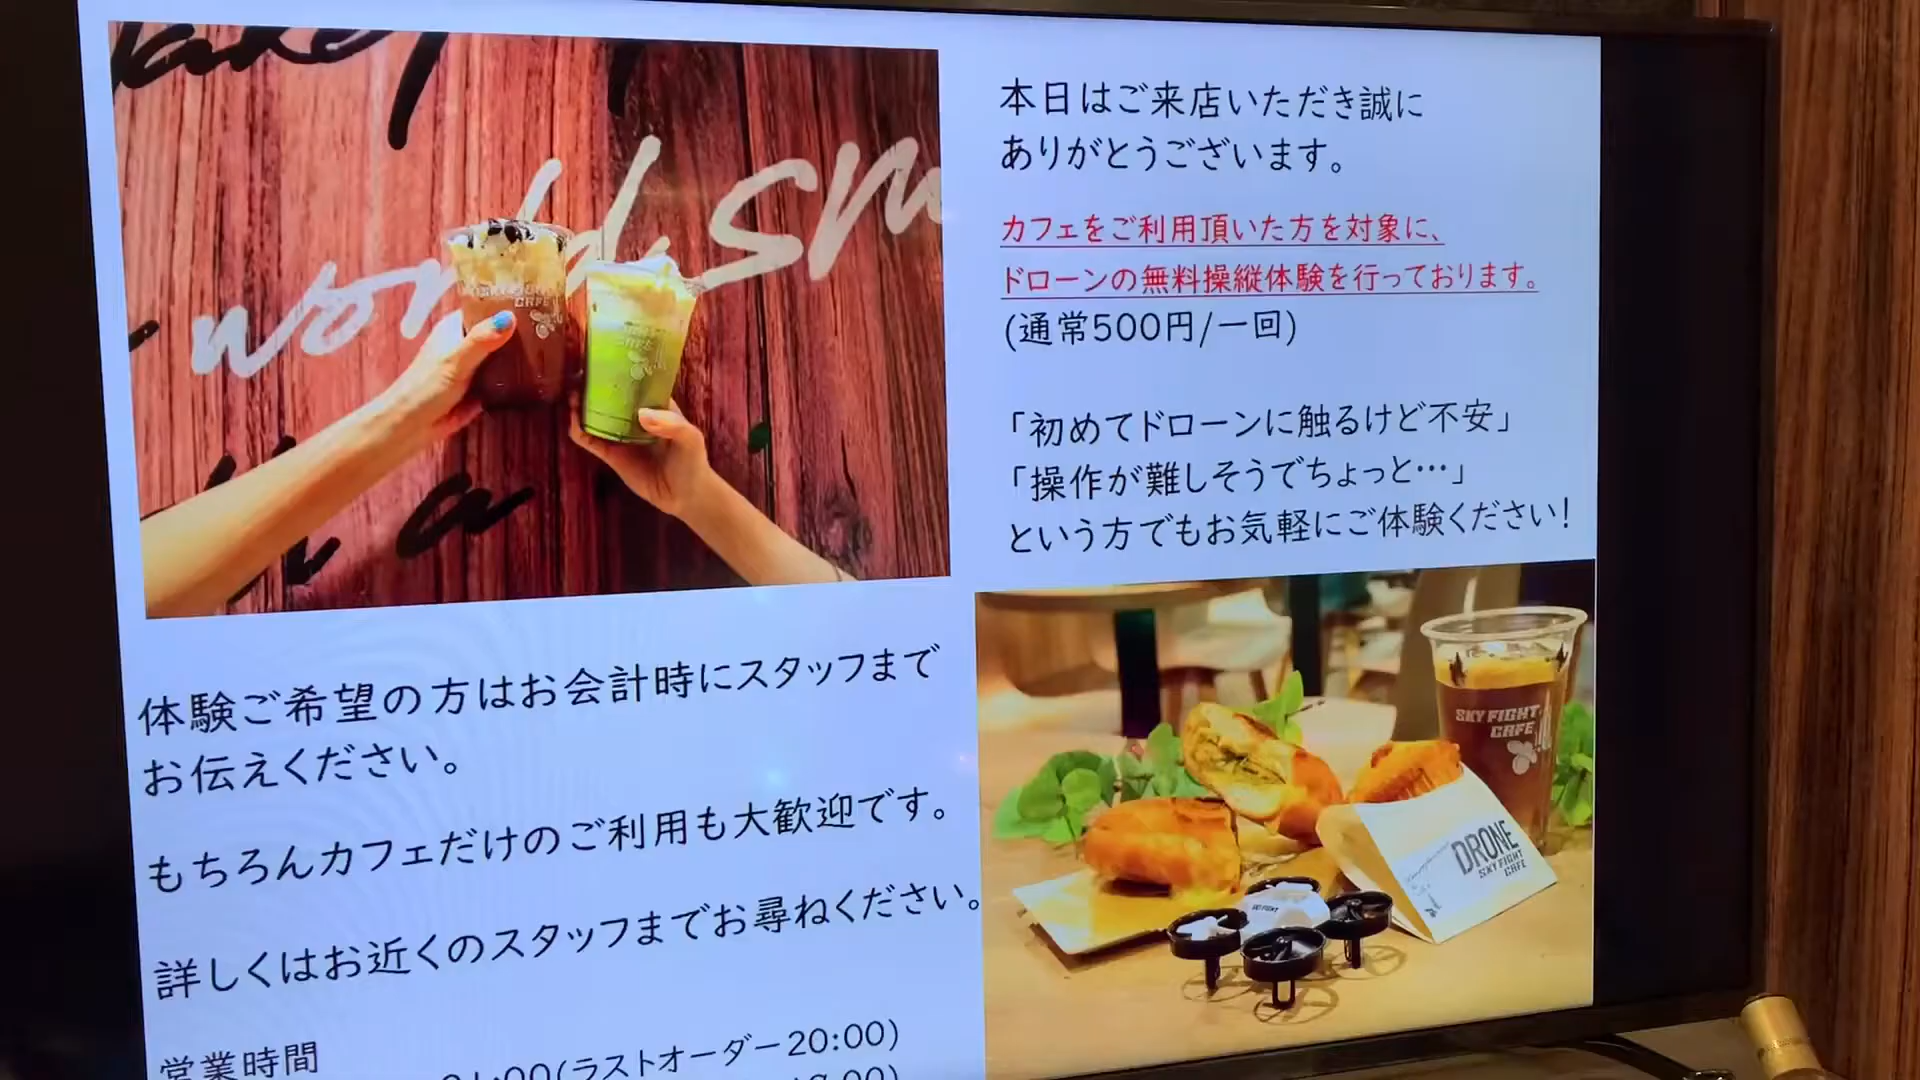 world sm
SKY FIGHT
CAFE
本日はご来店いただき誠に
ありがとうございます。
カフェをご利用頂いた方を対象に、
ドローンの無料操縦体験を行っております。
(通常500円/一回)
「初めてドローンに触るけど不安」
「操作が難しそうでちょっと…」
という方でもお気軽にご体験ください!
体験ご希望の方はお会計時にスタッフまで
お伝えください。
もちろんカフェだけのご利用も大歓迎です。
詳しくはお近くのスタッフまでお尋ねください。
営業時間
(ラストオーダー20:00)
SKY FIGHT
CAFE
DRONE
SKY FIGHT
CAFE